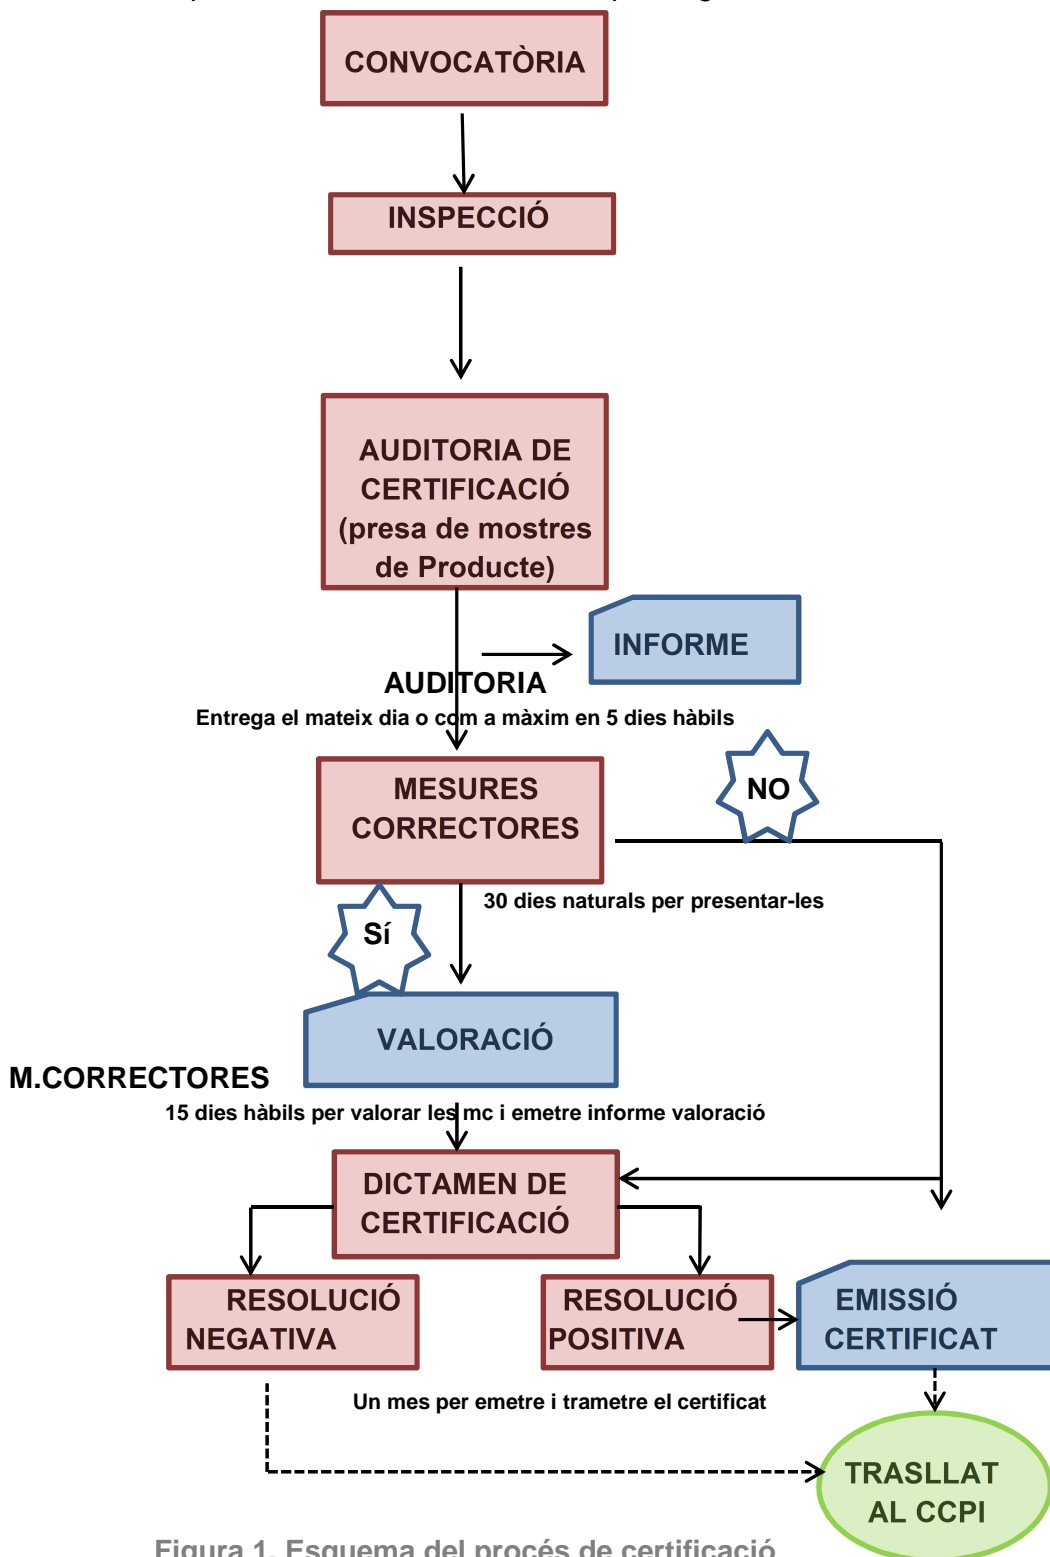 CONVOCATÒRIA
INSPECCIÓ
AUDITORIA DE
CERTIFICACIÓ
(presa de mostres
de Producte)
INFORME
AUDITORIA
Entrega el mateix dia o com a màxim en 5 dies hàbils
MESURES
CORRECTORES
NO
30 dies naturals per presentar-les
Sí
VALORACIÓ
M.CORRECTORES
15 dies hàbils per valorar les mc i emetre informe valoració
DICTAMEN DE
CERTIFICACIÓ
RESOLUCIÓ
NEGATIVA
RESOLUCIÓ
POSITIVA
EMISSIÓ
CERTIFICAT
Un mes per emetre i trametre el certificat
TRASLLAT
AL CCPI
Figura 1. Esquema del procés de certificació